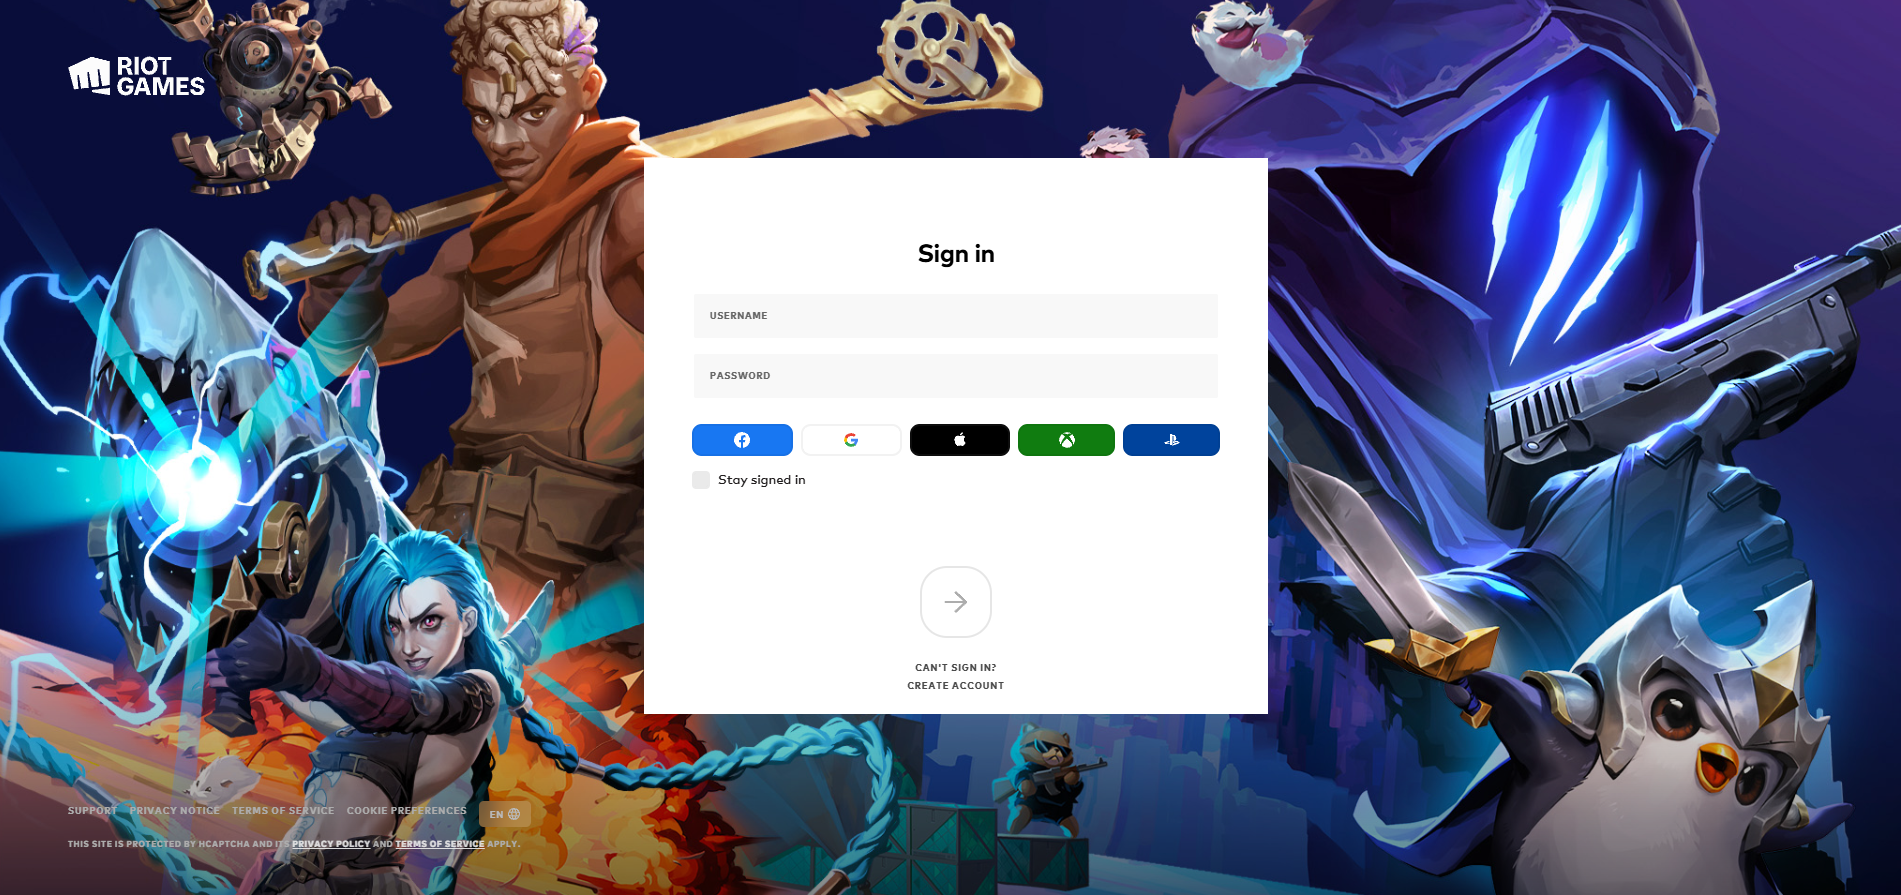 RIOT
GAMES
Sign in
USERNAME
PASSWORD
Stay signed in
CAN'T SIGN IN?
CREATE ACCOUNT
SUPPORT PRIVACY NOTICE TERMS OF SERVICE COOKIE PREFERENCES EN
THIS SITE IS PROTECTED BY HCAPTCHA AND ITS PRIVACY POLICY AND TERMS OF SERVICE APPLY.